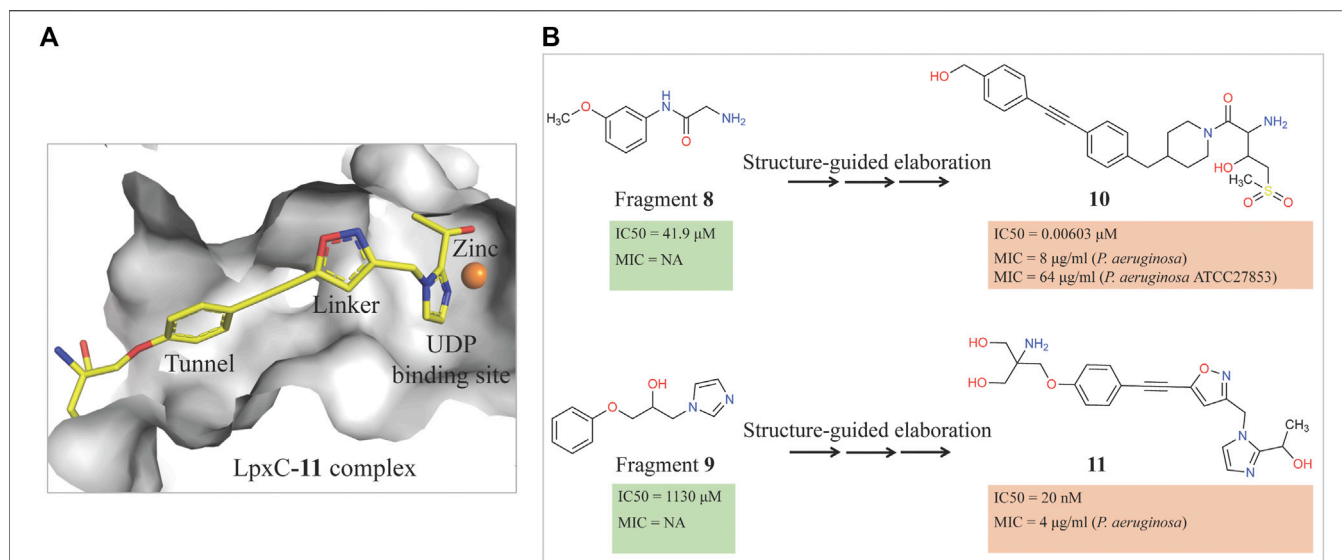 A
Zinc
Linker
Tunnel
UDP
binding site
LpxC-11 complex
B
H
N
O
H₃C
NH₂
O
Fragment 8
IC50 = 41.9 μM
MIC = NA
Structure-guided elaboration
HO
O
N
NH₂
HO
H₃C
S
O
O
10
IC50 = 0.00603 μM
MIC = 8 μg/ml (P. aeruginosa)
MIC = 64 μg/ml (P. aeruginosa ATCC27853)
OH
O
N
N
Fragment 9
IC50 = 1130 μM
MIC = NA
Structure-guided elaboration
HO
NH₂
HO
O
O
N
N
N
CH₃
OH
11
IC50 = 20 nM
MIC = 4 μg/ml (P. aeruginosa)